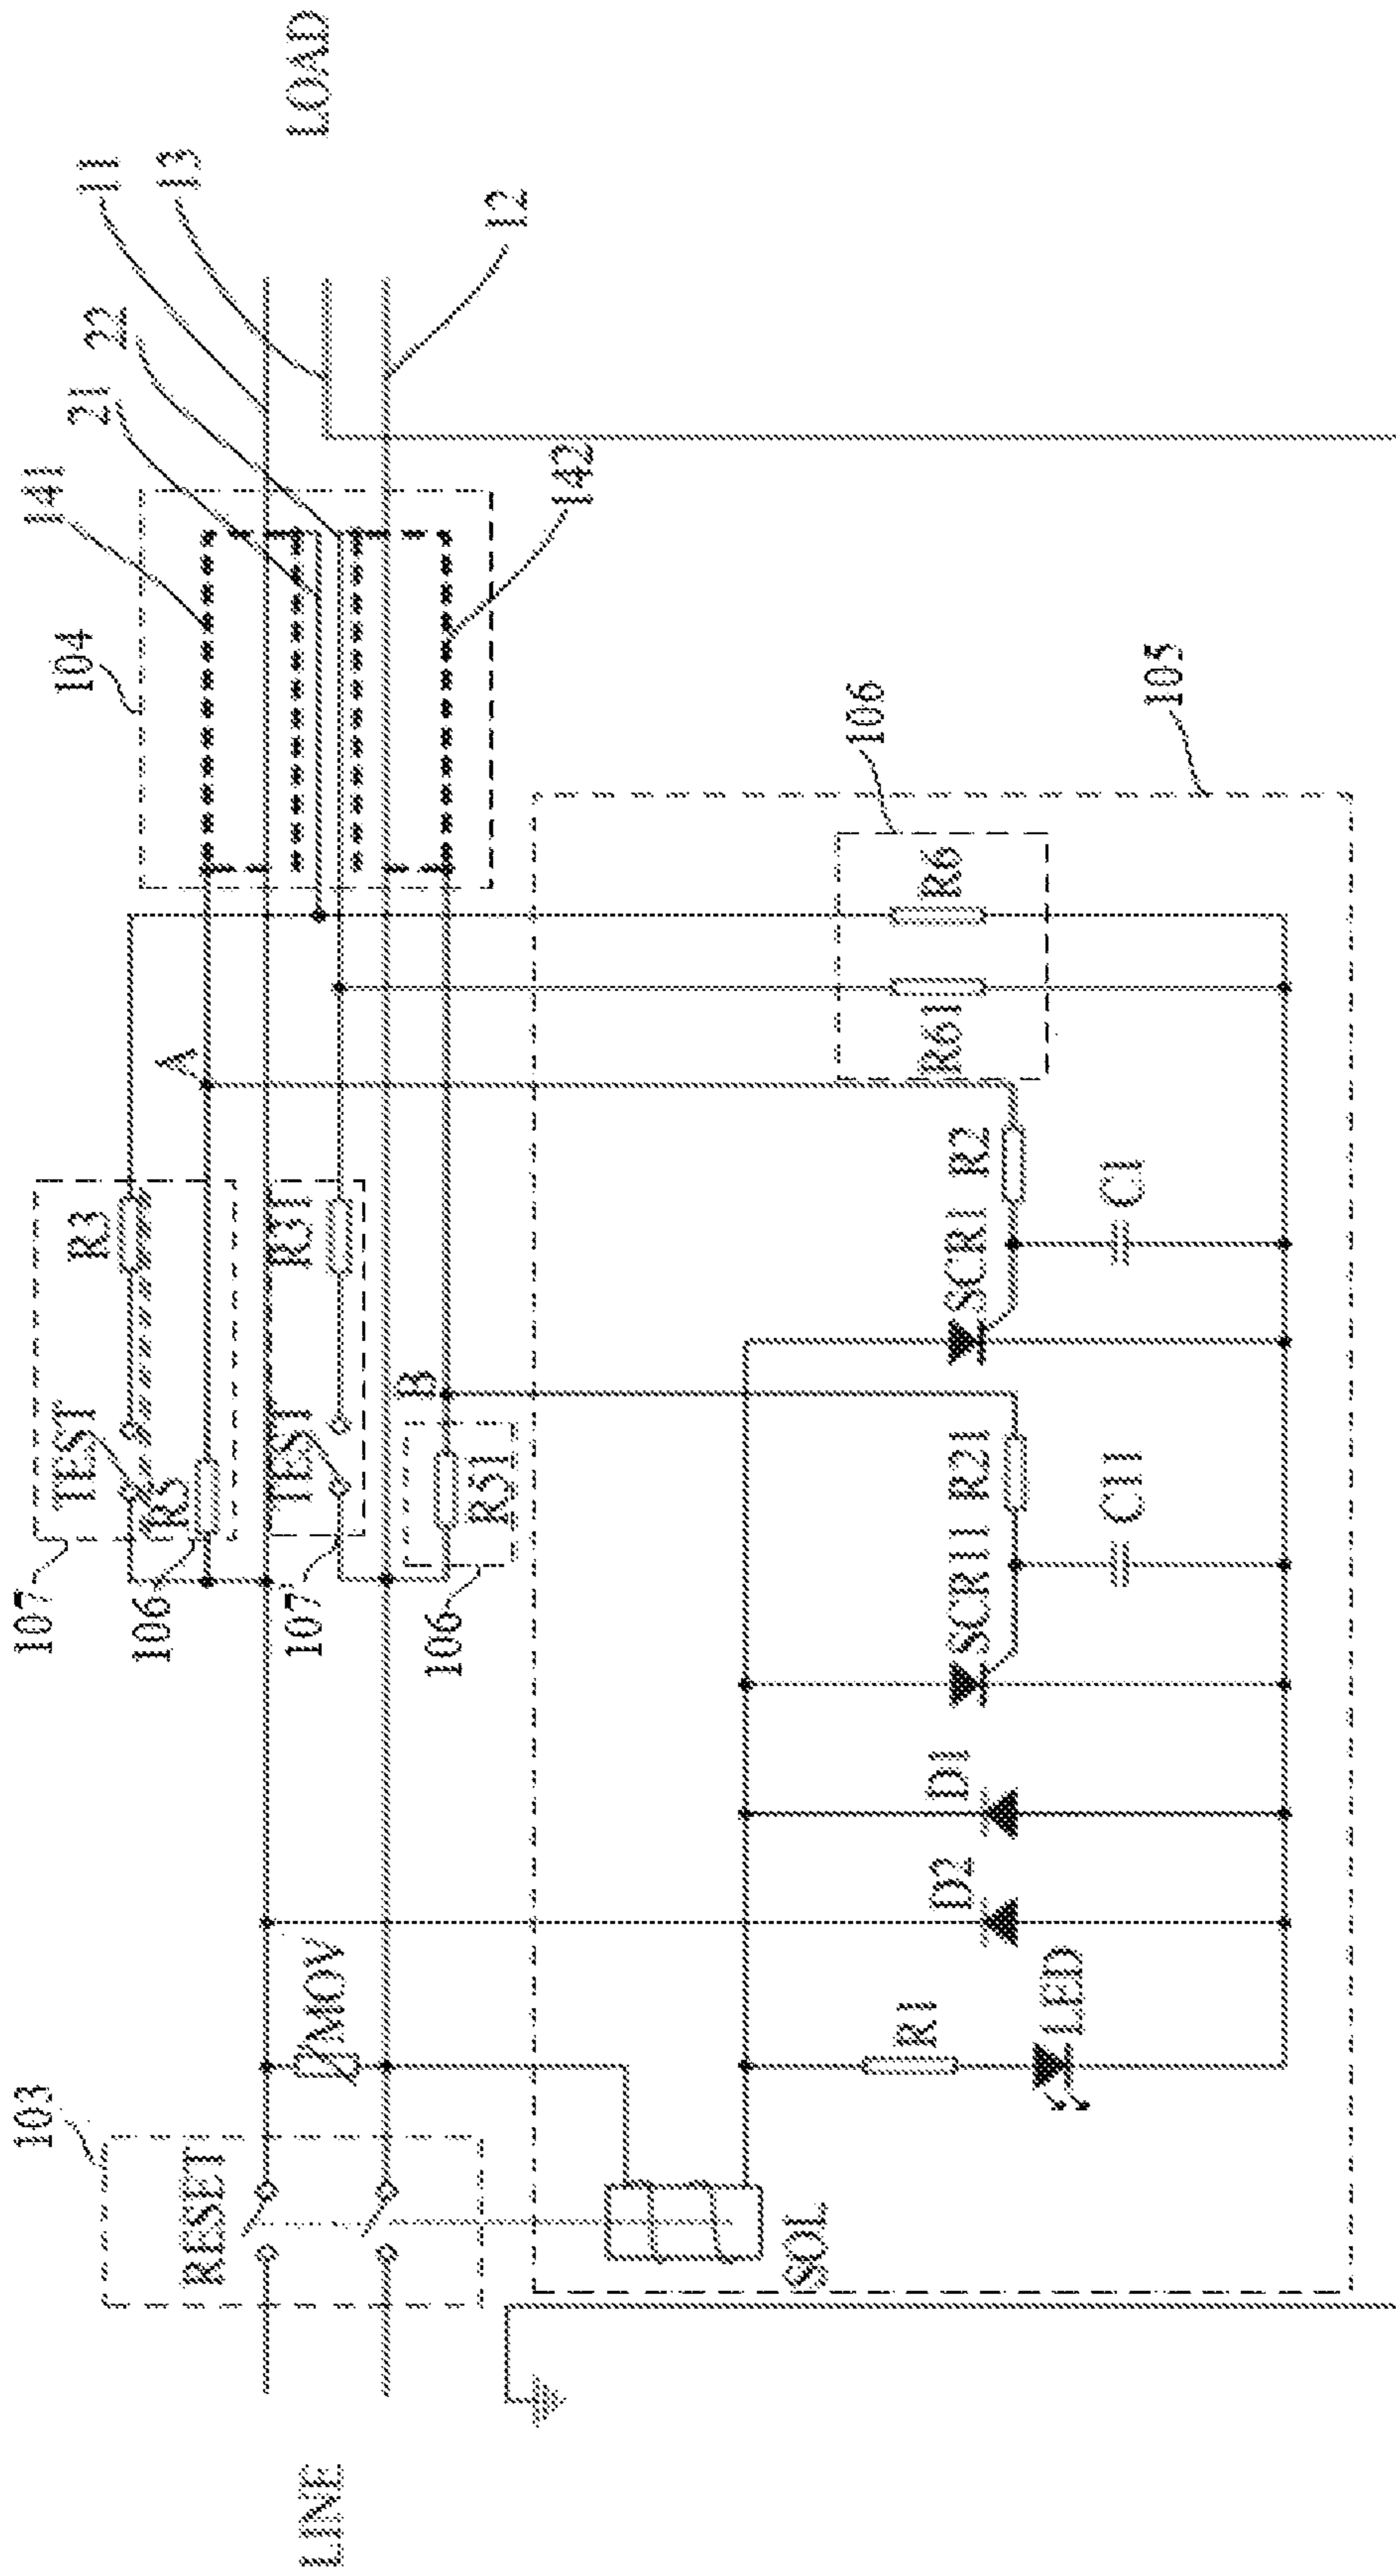 LINE
LOAD
103
RESET
MOV
107
TEST
R3
106
R5
107
TEST
R31
106
R51
A
B
104
141
21
22
11
13
12
142
105
SOL
R1
LED
D2
D1
SCR11
R21
C11
SCR1
R2
C1
106
R61
R6